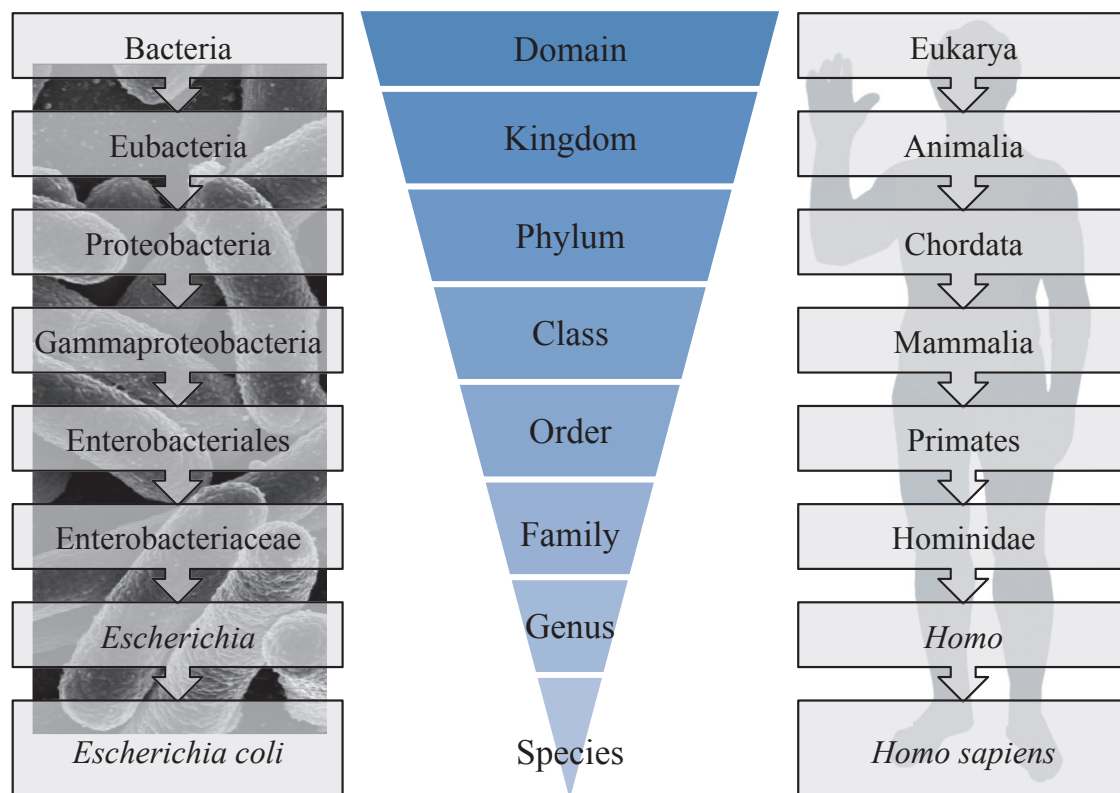 Bacteria
Domain
Eukarya
Eubacteria
Kingdom
Animalia
Proteobacteria
Phylum
Chordata
Gammaproteobacteria
Class
Mammalia
Enterobacteriales
Order
Primates
Enterobacteriaceae
Family
Hominidae
Escherichia
Genus
Homo
Escherichia coli
Species
Homo sapiens